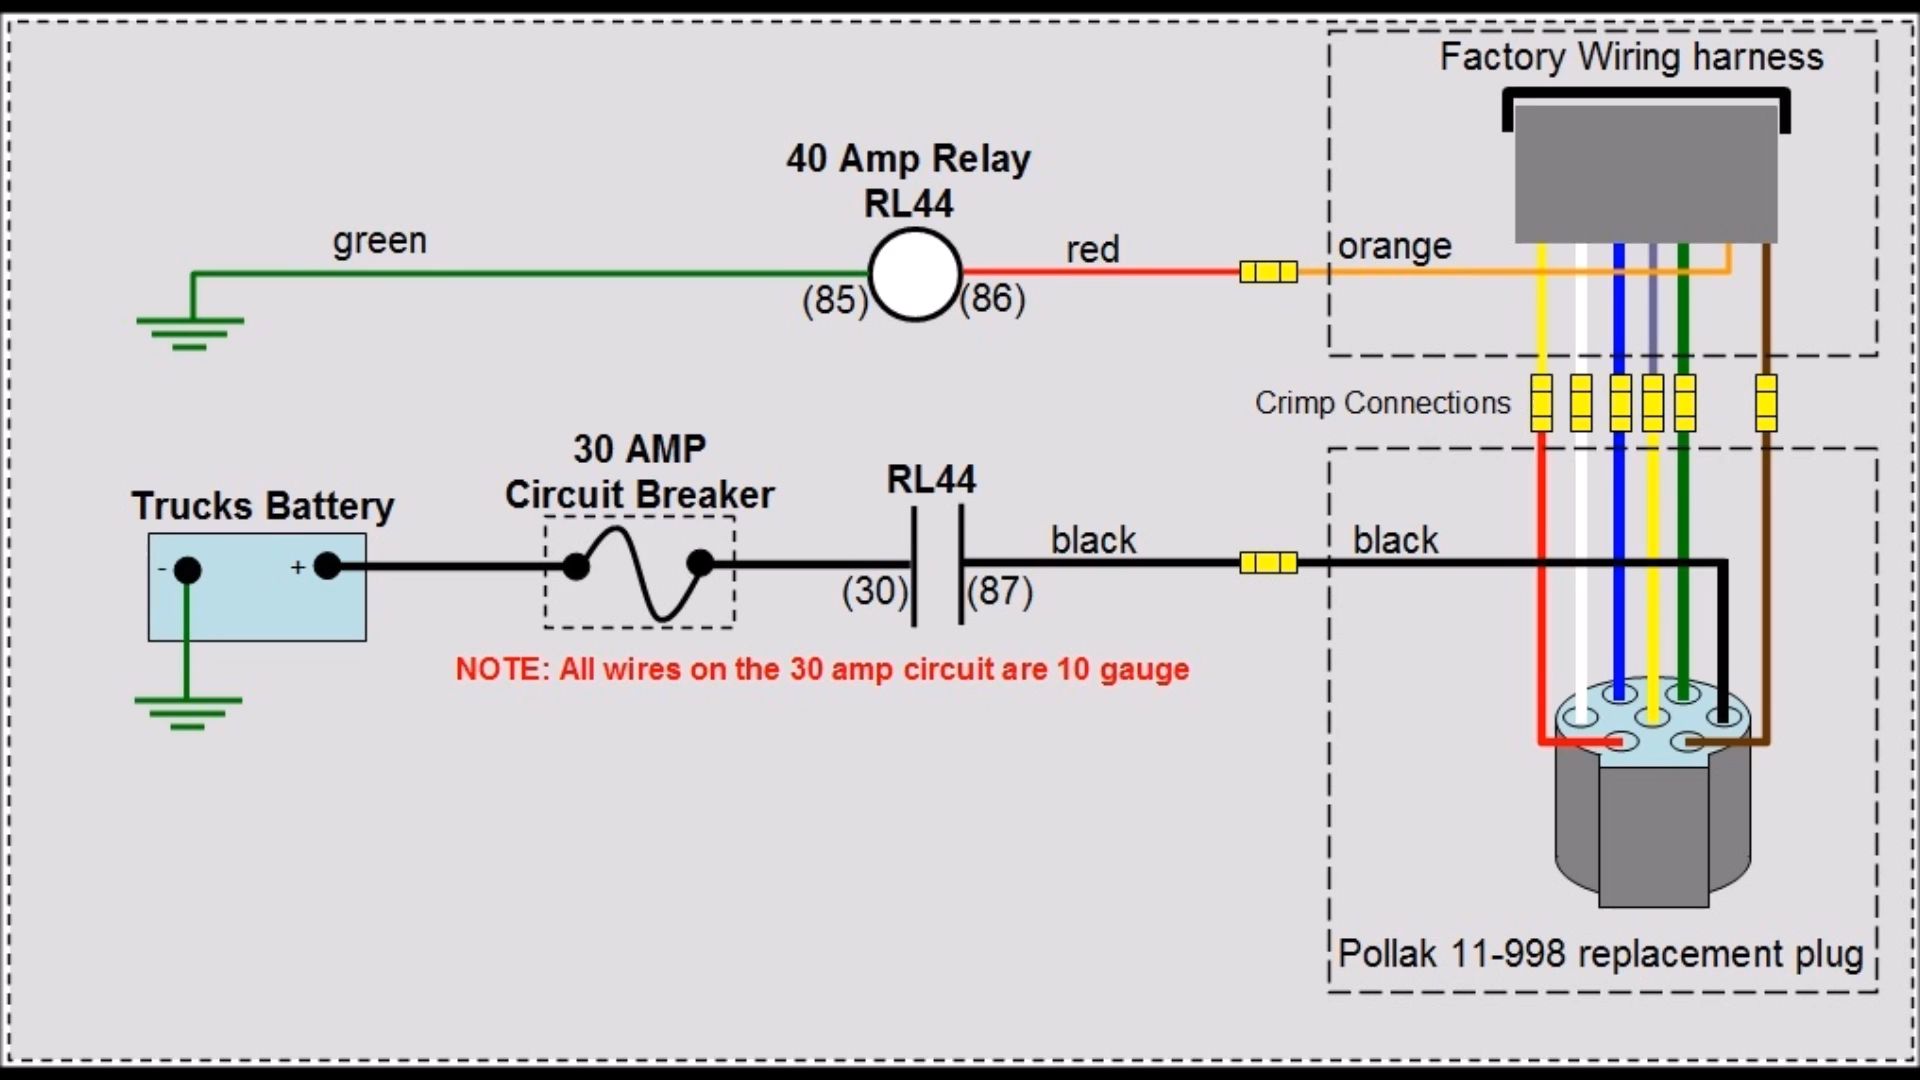 Factory Wiring harness
40 Amp Relay
RL44
green
red
orange
(85)
(86)
Crimp Connections
30 AMP
Circuit Breaker
RL44
Trucks Battery
black
black
- +
(30)
(87)
NOTE: All wires on the 30 amp circuit are 10 gauge
Pollak 11-998 replacement plug